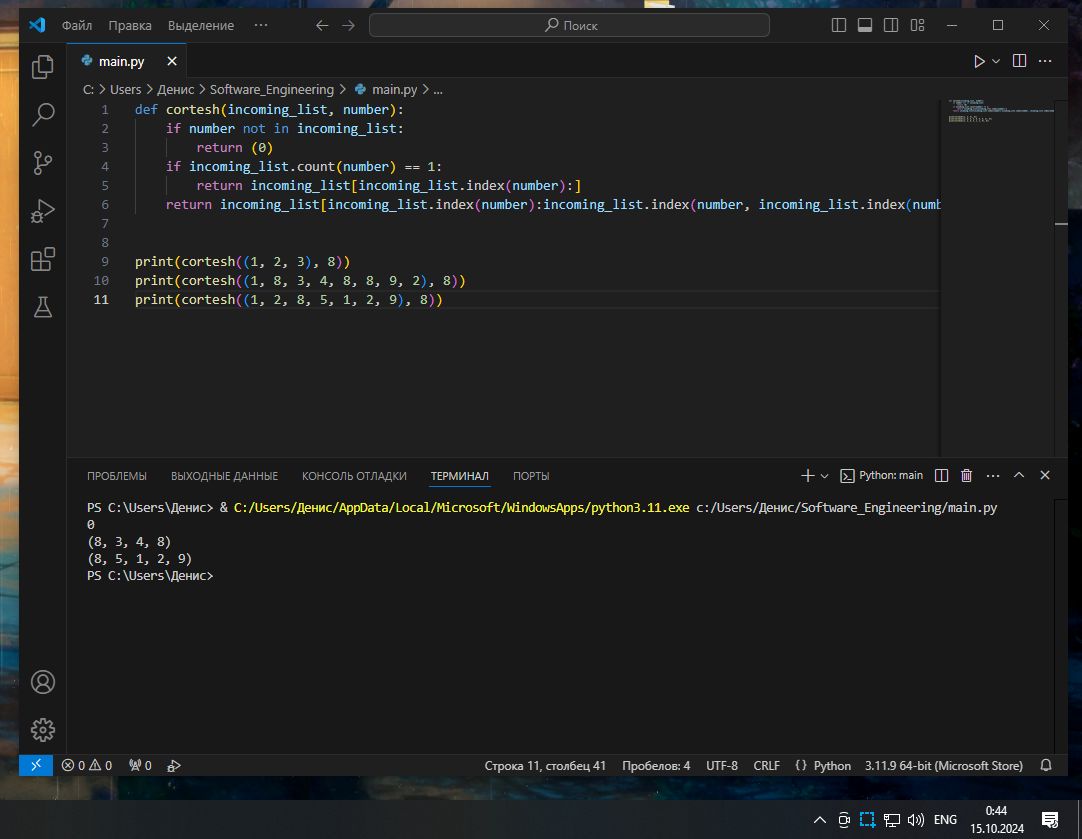 Файл Правка Выделение ··· Поиск
main.py
C: > Users > Денис > Software_Engineering > main.py > ...
1 def cortesh(incoming_list, number):
2 if number not in incoming_list:
3 return (0)
4 if incoming_list.count(number) == 1:
5 return incoming_list[incoming_list.index(number):]
6 return incoming_list[incoming_list.index(number):incoming_list.index(number, incoming_list.index(numb
7
8
9 print(cortesh((1, 2, 3), 8))
10 print(cortesh((1, 8, 3, 4, 8, 8, 9, 2), 8))
11 print(cortesh((1, 2, 8, 5, 1, 2, 9), 8))
ПРОБЛЕМЫ ВЫХОДНЫЕ ДАННЫЕ КОНСОЛЬ ОТЛАДКИ ТЕРМИНАЛ ПОРТЫ Python: main
PS C:\Users\Денис> & C:/Users/Денис/AppData/Local/Microsoft/WindowsApps/python3.11.exe c:/Users/Денис/Software_Engineering/main.py
0
(8, 3, 4, 8)
(8, 5, 1, 2, 9)
PS C:\Users\Денис>
0 0 0 Строка 11, столбец 41 Пробелов: 4 UTF-8 CRLF {} Python 3.11.9 64-bit (Microsoft Store)
ENG 0:44
15.10.2024